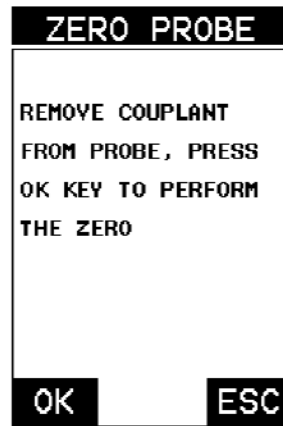 ZERO PROBE
REMOVE COUPLANT
FROM PROBE, PRESS
OK KEY TO PERFORM
THE ZERO
OK ESC